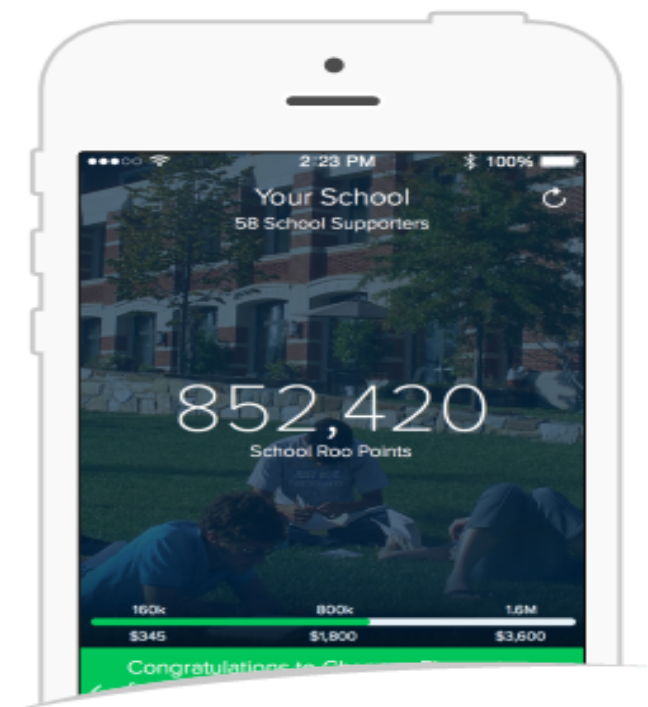 2:23 PM
100%
Your School
58 School Supporters
852,420
School Roo Points
160k 800k 1.6M
$345 $1,800 $3,600
Congratulations to